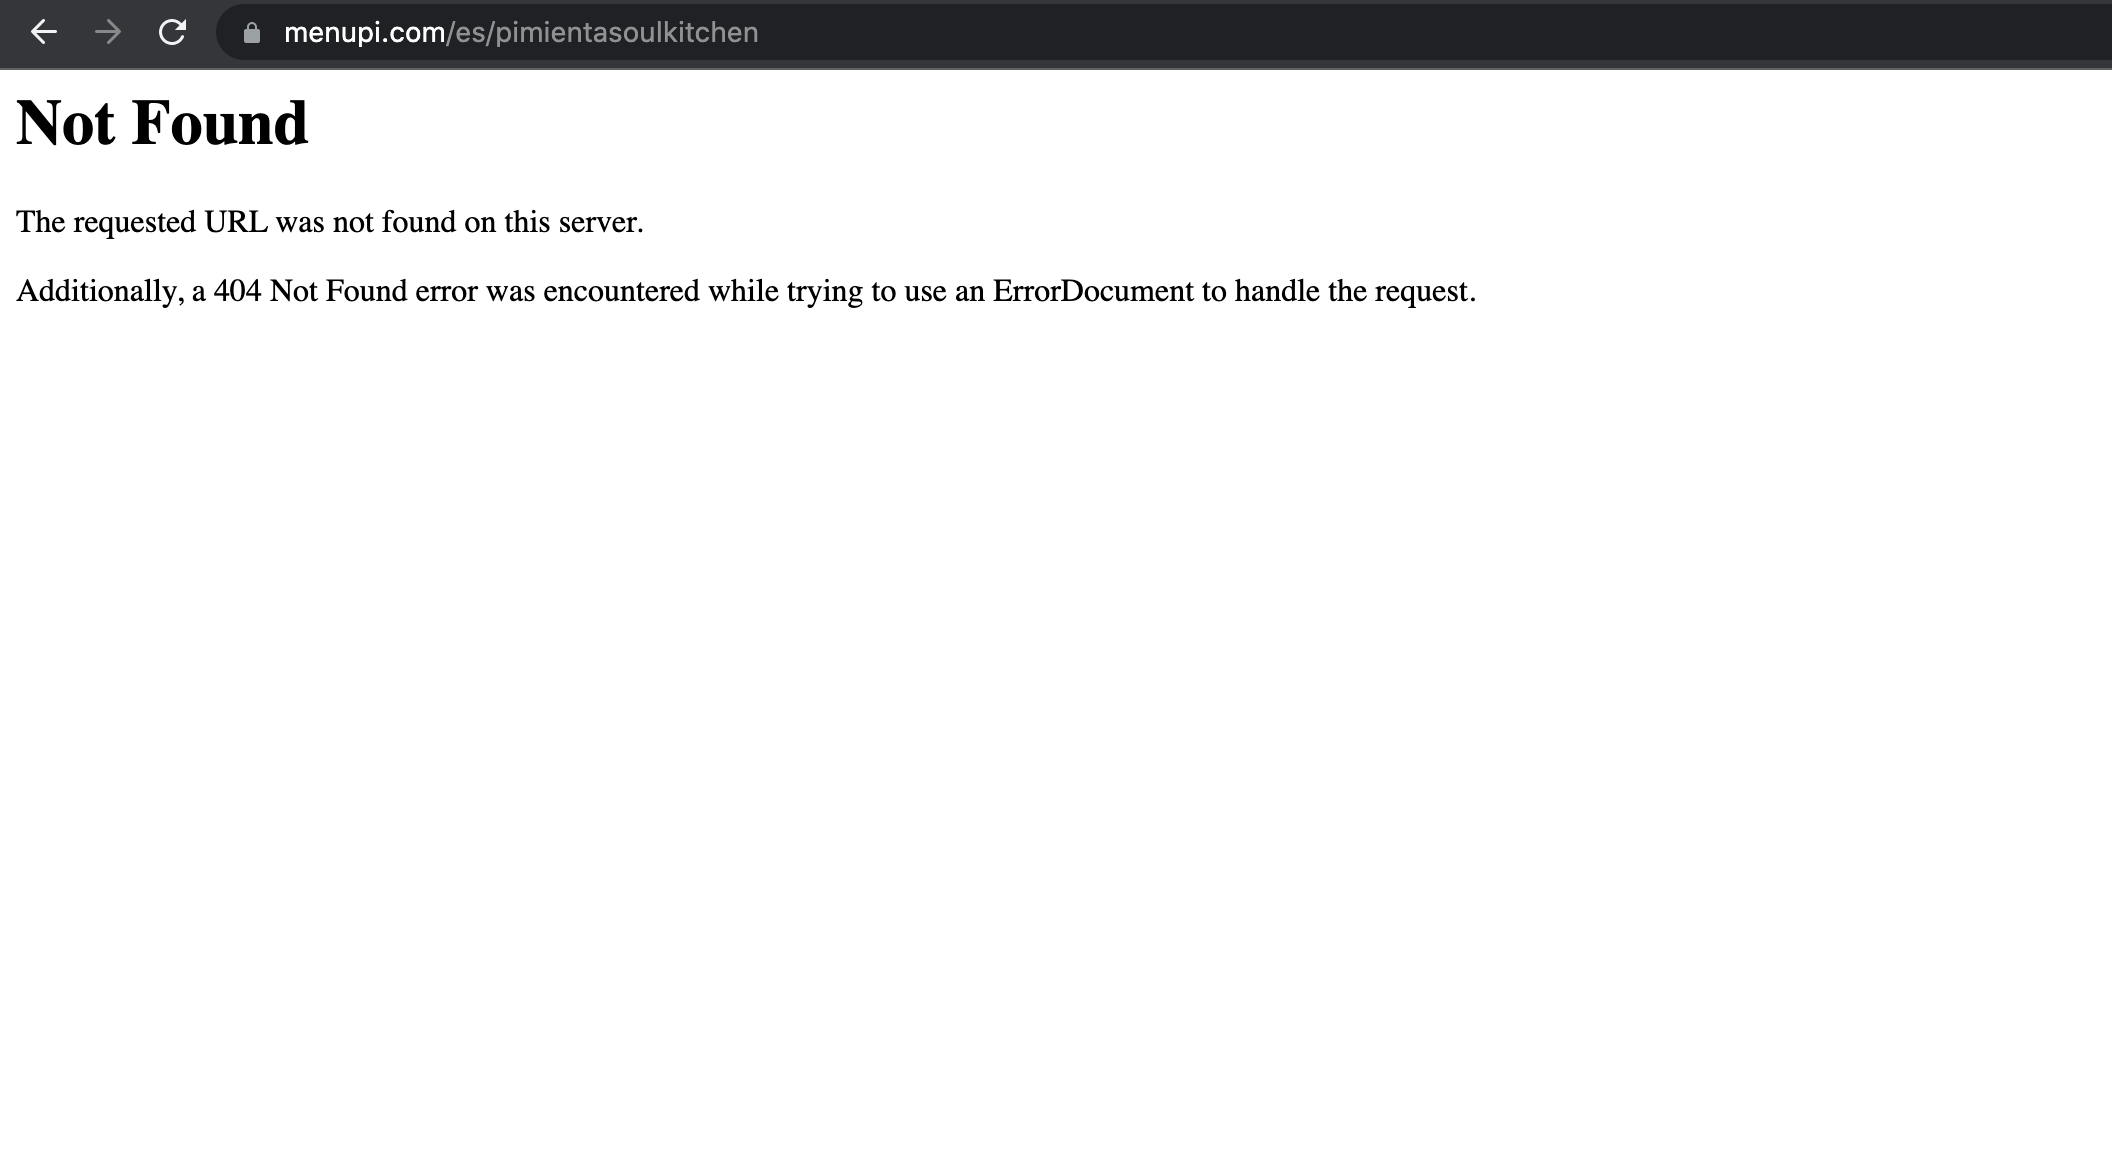 menupi.com/es/pimientasoulkitchen
Not Found
The requested URL was not found on this server.
Additionally, a 404 Not Found error was encountered while trying to use an ErrorDocument to handle the request.